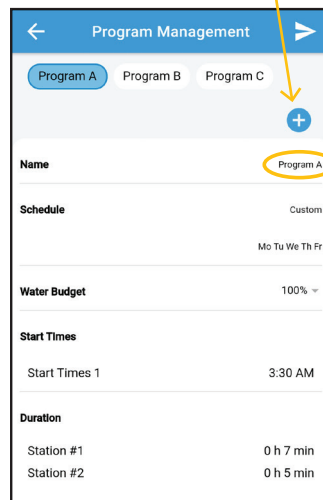 Program Management
Program A Program B Program C
Name Program A
Schedule Custom
Mo Tu We Th Fr
Water Budget 100%
Start Times
Start Times 1 3:30 AM
Duration
Station #1 0 h 7 min
Station #2 0 h 5 min